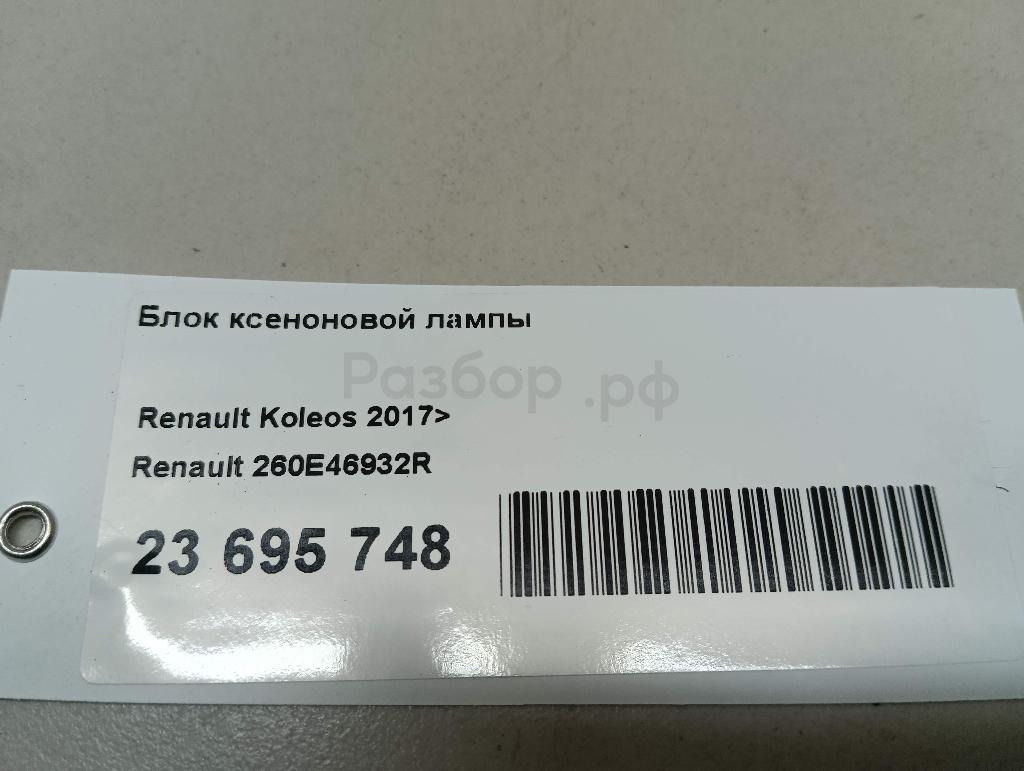 Блок ксеноновой лампы
Разбор.рф
Renault Koleos 2017>
Renault 260E46932R
23 695 748